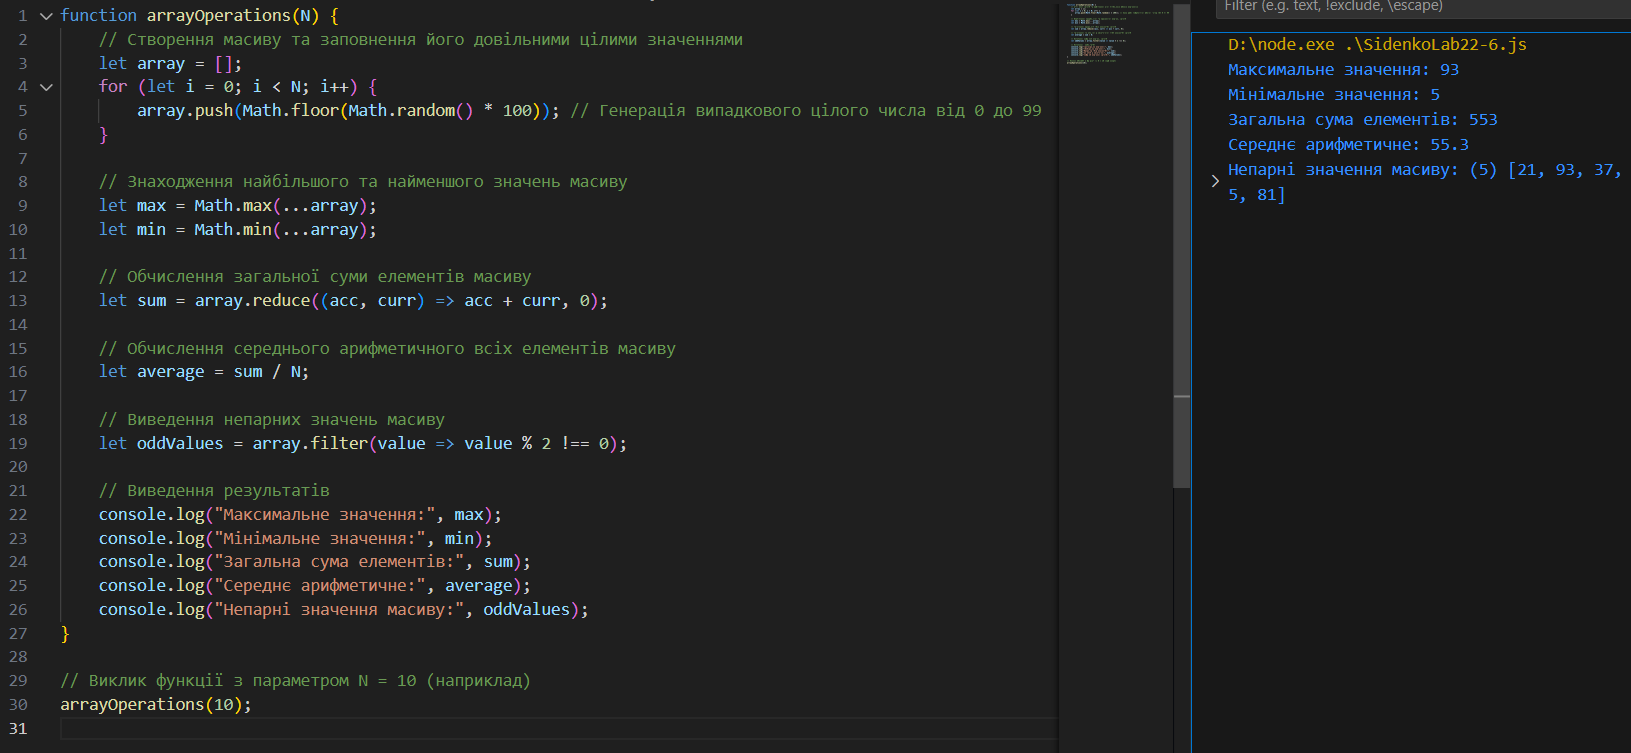 1 function arrayOperations(N) {
2 // Створення масиву та заповнення його довільними цілими значеннями
3 let array = [];
4 for (let i = 0; i < N; i++) {
5 array.push(Math.floor(Math.random() * 100)); // Генерація випадкового цілого числа від 0 до 99
6 }
7
8 // Знаходження найбільшого та найменшого значень масиву
9 let max = Math.max(...array);
10 let min = Math.min(...array);
11
12 // Обчислення загальної суми елементів масиву
13 let sum = array.reduce((acc, curr) => acc + curr, 0);
14
15 // Обчислення середнього арифметичного всіх елементів масиву
16 let average = sum / N;
17
18 // Виведення непарних значень масиву
19 let oddValues = array.filter(value => value % 2 !== 0);
20
21 // Виведення результатів
22 console.log("Максимальне значення:", max);
23 console.log("Мінімальне значення:", min);
24 console.log("Загальна сума елементів:", sum);
25 console.log("Середнє арифметичне:", average);
26 console.log("Непарні значення масиву:", oddValues);
27 }
28
29 // Виклик функції з параметром N = 10 (наприклад)
30 arrayOperations(10);
31
Filter (e.g. text, !exclude, \escape)
D:\node.exe .\SidenkoLab22-6.js
Максимальне значення: 93
Мінімальне значення: 5
Загальна сума елементів: 553
Середнє арифметичне: 55.3
Непарні значення масиву: (5) [21, 93, 37,
5, 81]